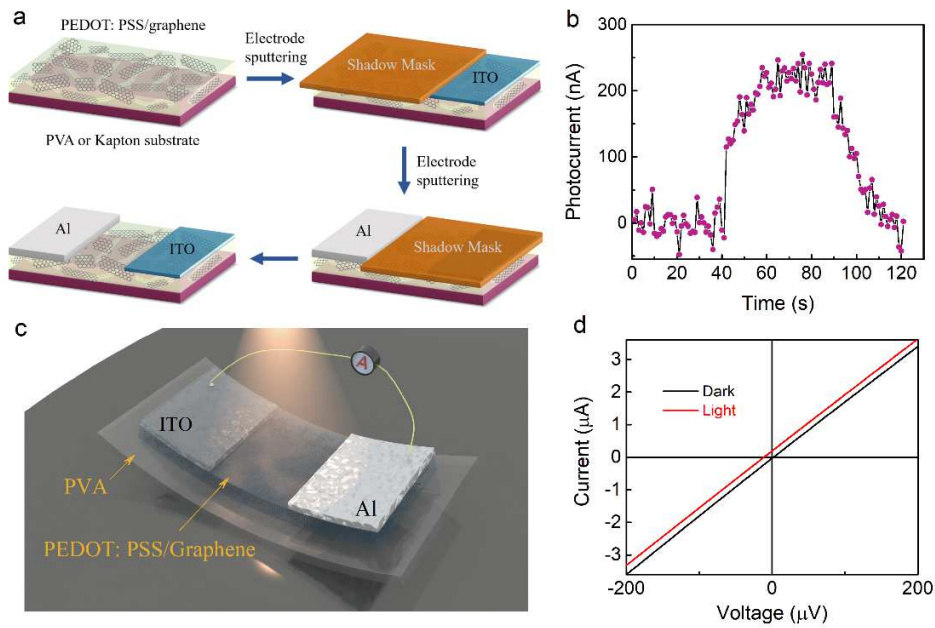 a
PEDOT: PSS/graphene
PVA or Kapton substrate
Electrode
sputtering
Shadow Mask
ITO
Electrode
sputtering
Al
Shadow Mask
Al
ITO
b
Photocurrent (nA)
300
200
100
0
0 20 40 60 80 100 120
Time (s)
c
A
ITO
PVA
Al
PEDOT: PSS/Graphene
d
Current (μA)
3
2
1
0
-1
-2
-3
Dark
Light
-200 0 200
Voltage (μV)